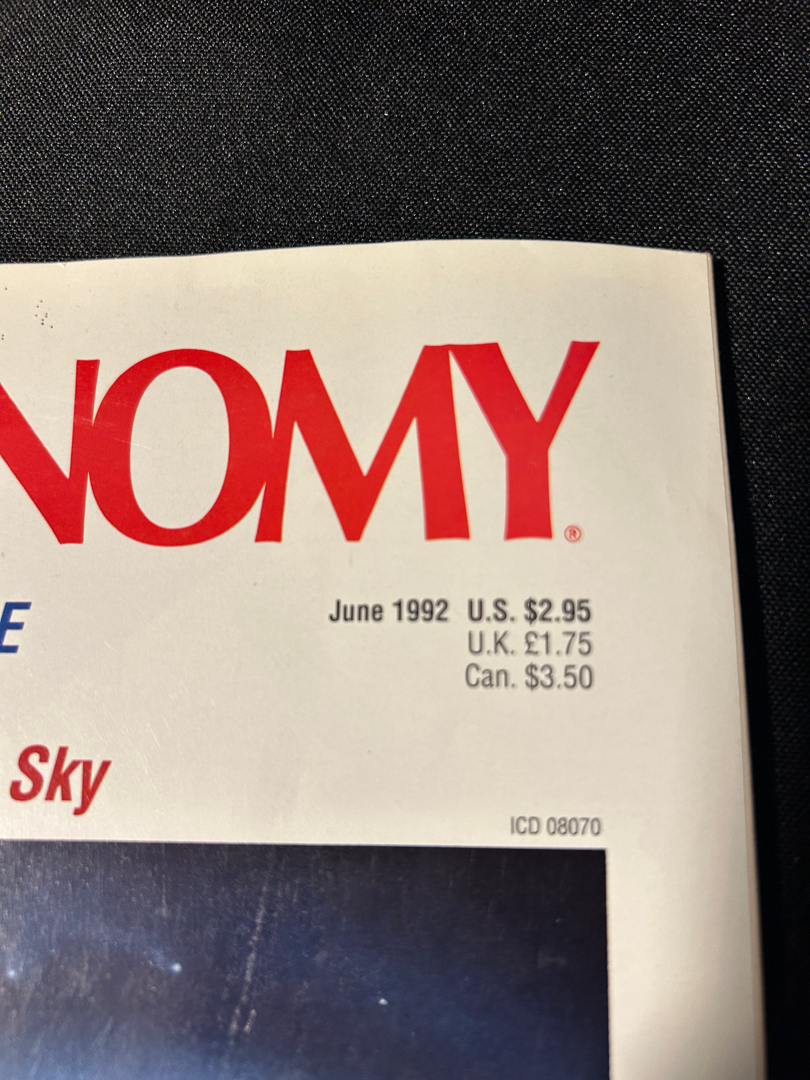 NOMY®
E
June 1992 U.S. $2.95
U.K. £1.75
Can. $3.50
Sky
ICD 08070